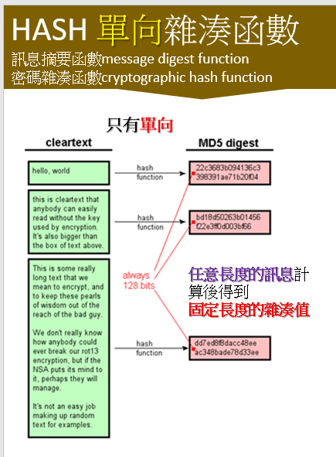 HASH 單向雜湊函數
訊息摘要函數message digest function
密碼雜湊函數cryptographic hash function
只有單向
cleartext
MD5 digest
hello, world
hash
function
22c3683b094136c3
398391ae71b20f04
this is cleartext that
anybody can easily
read without the key
used by encryption.
It's also bigger than
the box of text above.
hash
function
bd18d50263b01456
f22e3ff0d003bf66
always
128 bits
This is some really
long text that we
mean to encrypt, and
to keep these pearls
of wisdom out of the
reach of the bad guy.
We don't really know
how anybody could
ever break our rot13
encryption, but if the
NSA puts its mind to
it, perhaps they will
manage.
It's not an easy job
making up random
text for examples.
任意長度的訊息計
算後得到
固定長度的雜湊值
hash
function
dd7ed8f8dacc48ee
ac348bade78d33ee